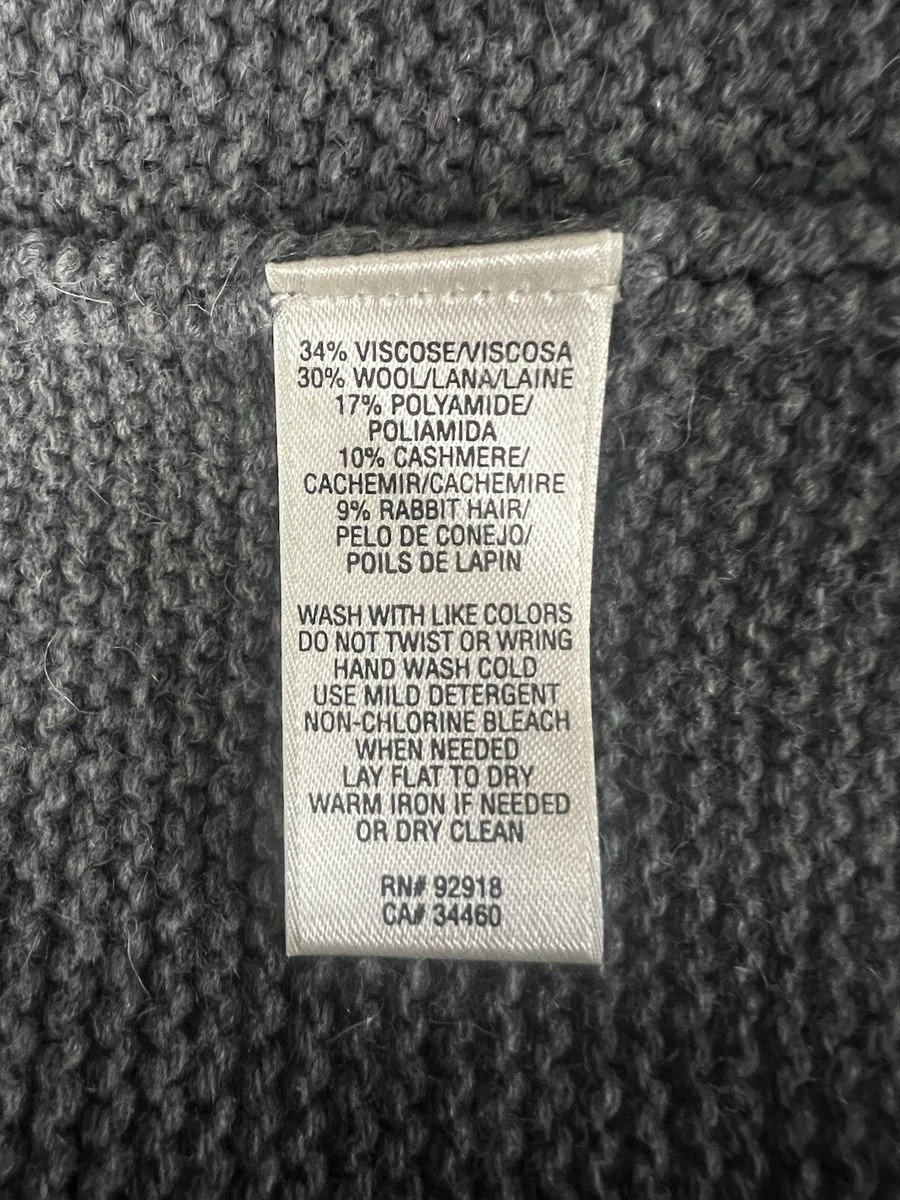 34% VISCOSE/VISCOSA
30% WOOL/LANA/LAINE
17% POLYAMIDE/
POLIAMIDA
10% CASHMERE/
CACHEMIR/CACHEMIRE
9% RABBIT HAIR/
PELO DE CONEJO/
POILS DE LAPIN
WASH WITH LIKE COLORS
DO NOT TWIST OR WRING
HAND WASH COLD
USE MILD DETERGENT
NON-CHLORINE BLEACH
WHEN NEEDED
LAY FLAT TO DRY
WARM IRON IF NEEDED
OR DRY CLEAN
RN# 92918
CA# 34460